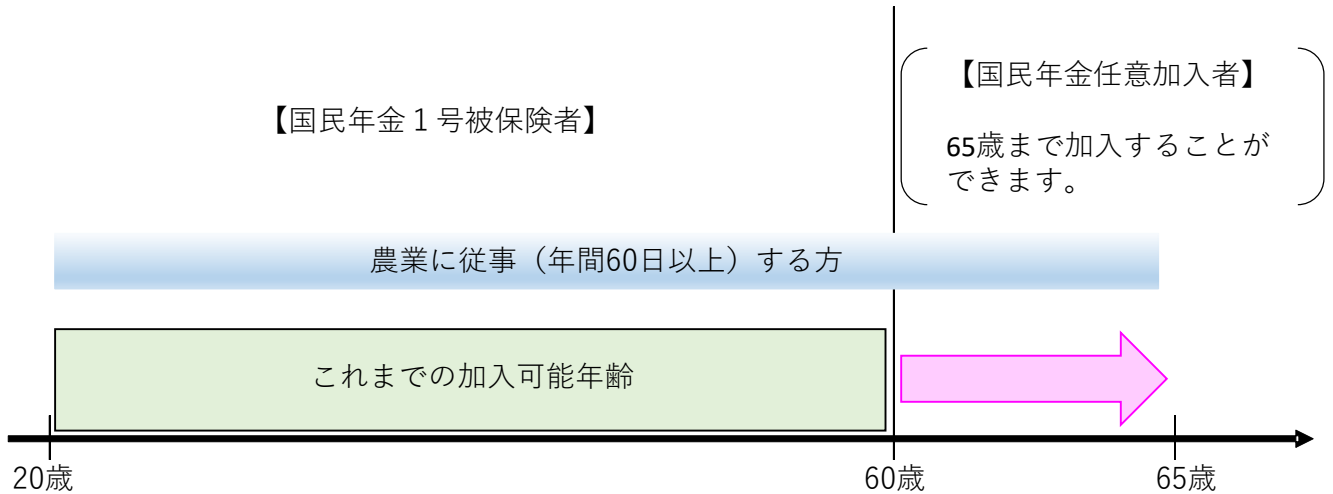 【国民年金任意加入者】
【国民年金１号被保険者】
65歳まで加入することが
できます。
農業に従事（年間60日以上）する方
これまでの加入可能年齢
20歳
60歳
65歳